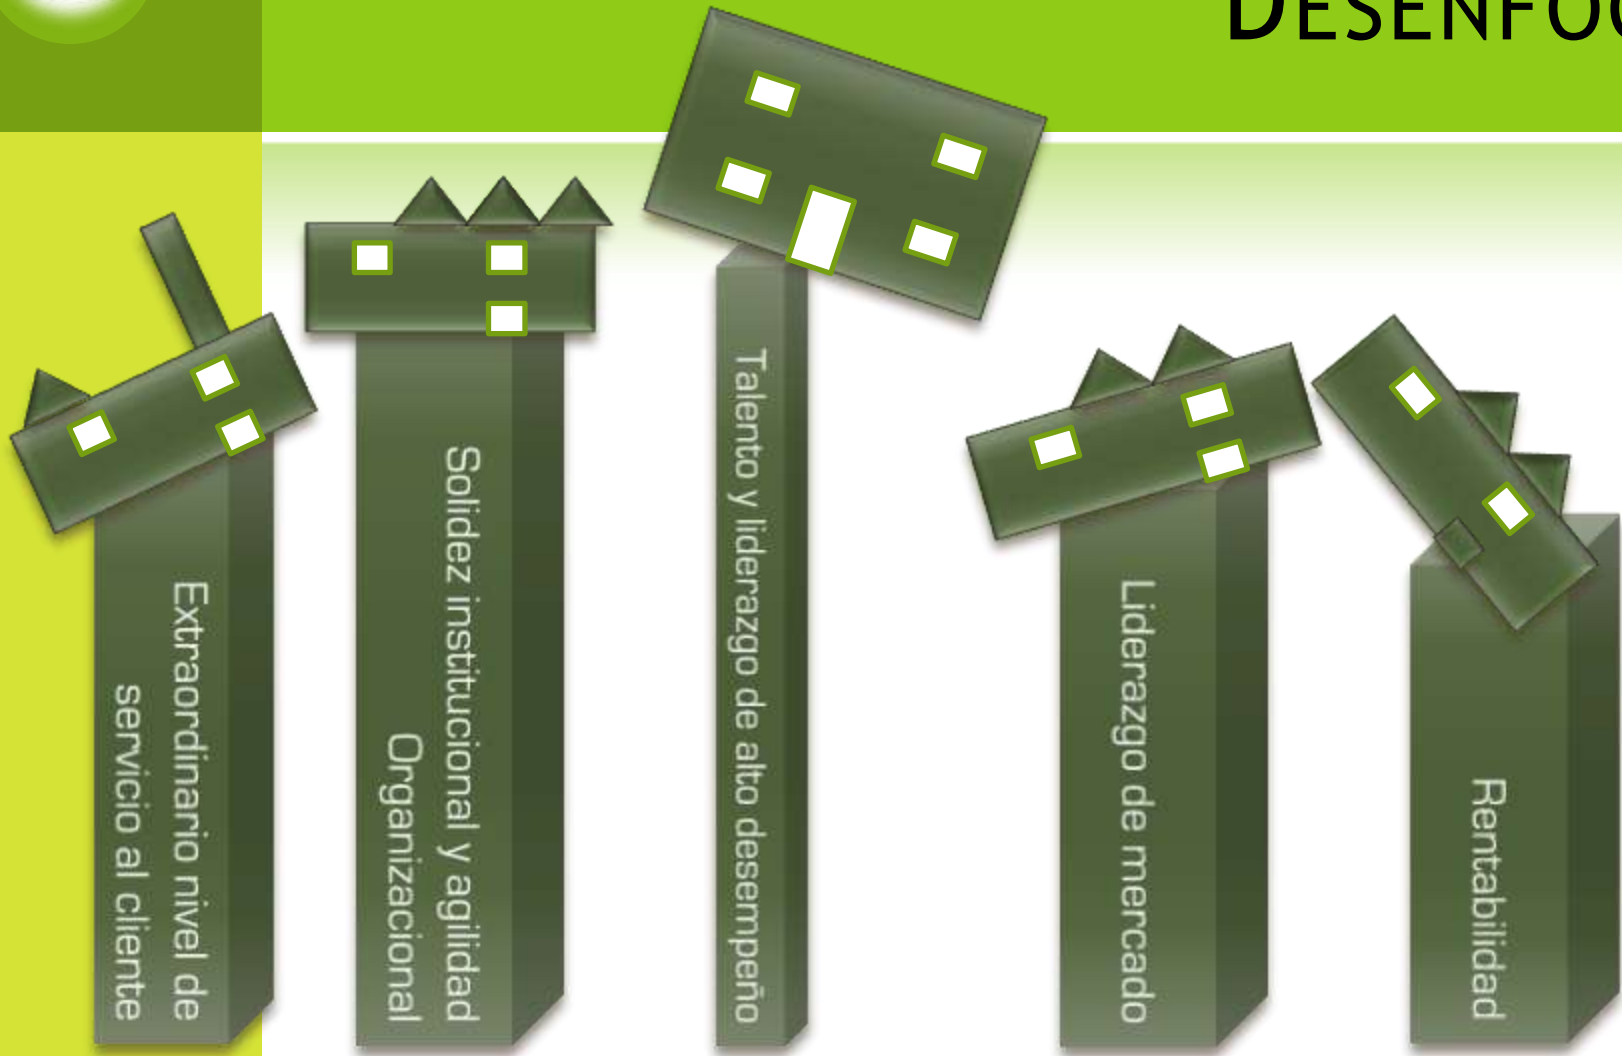 DESENFOC
Extraordinario nivel de
servicio al cliente
Solidez institucional y agilidad
Organizacional
Talento y liderazgo de alto desempeño
Liderazgo de mercado
Rentabilidad